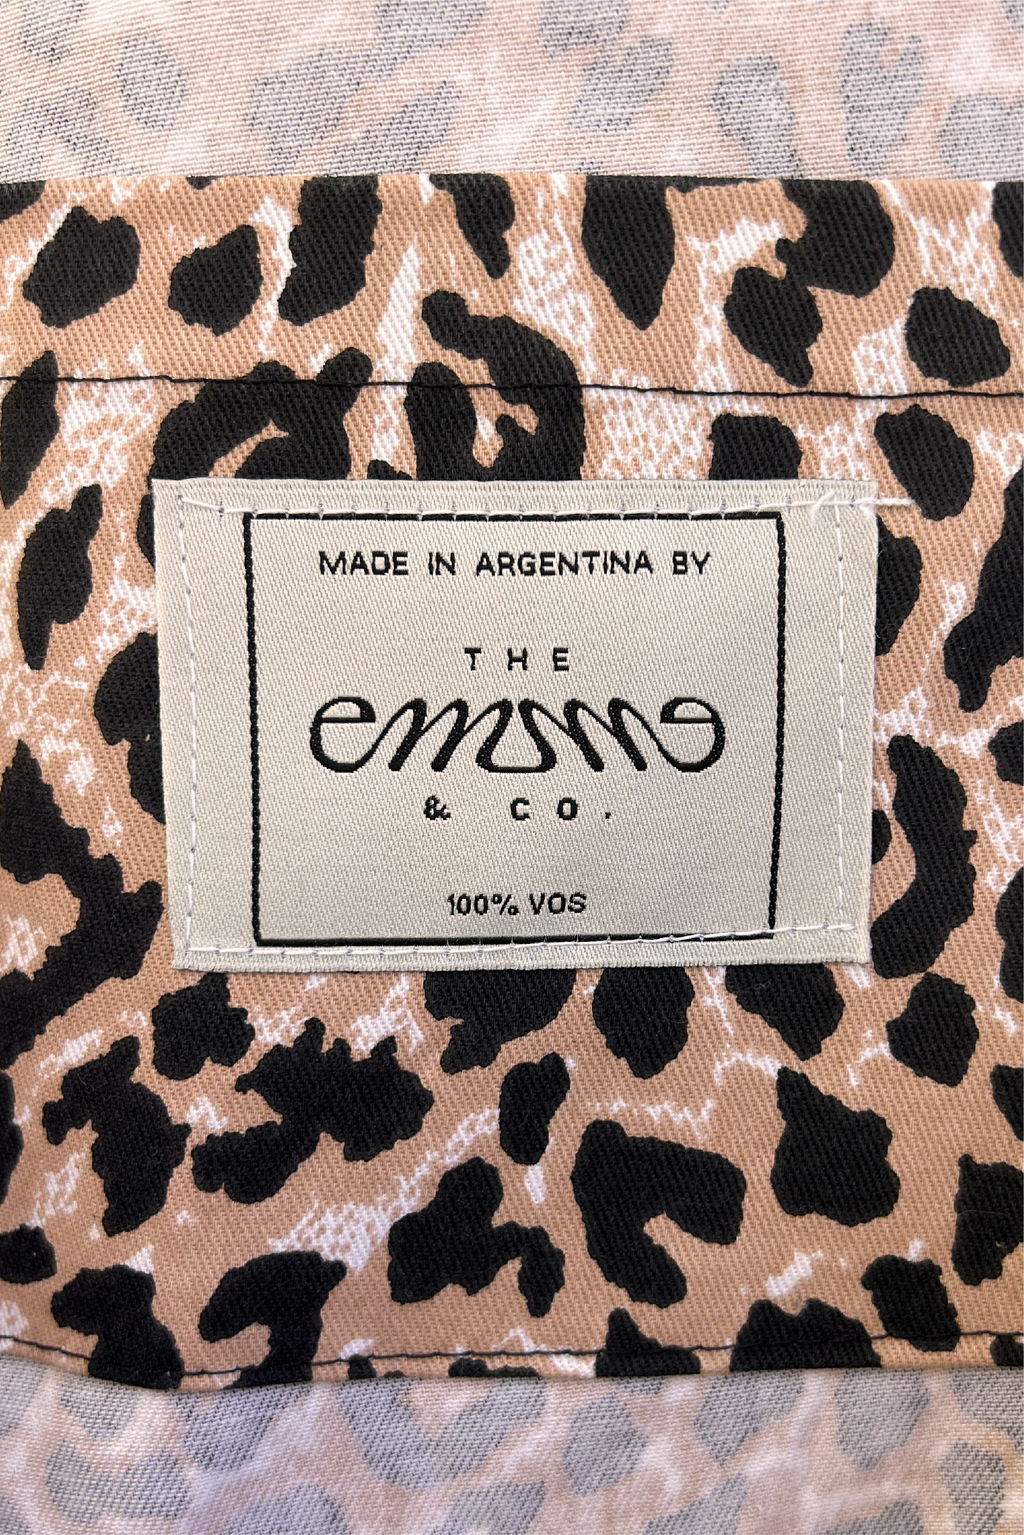 MADE IN ARGENTINA BY
THE
emme
& CO.
100% VOS